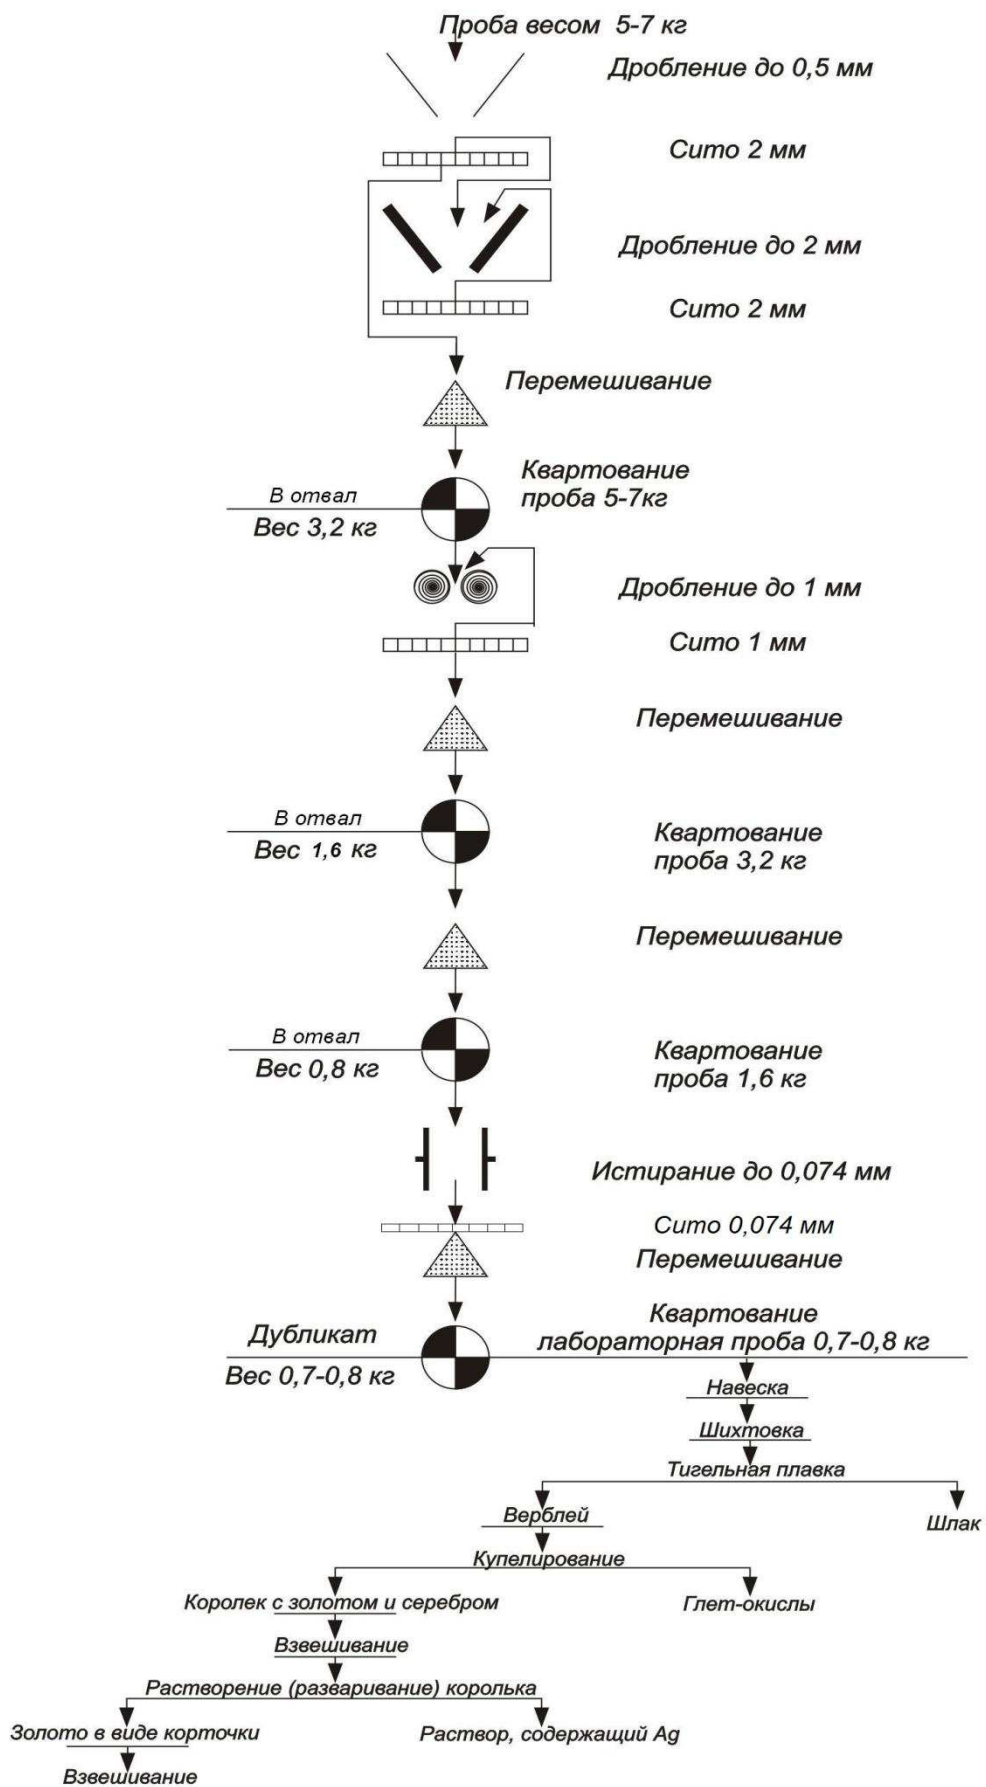 Проба весом 5-7 кг
Дробление до 0,5 мм
Сито 2 мм
Дробление до 2 мм
Сито 2 мм
Перемешивание
Квартование
проба 5-7кг
В отвал
Вес 3,2 кг
Дробление до 1 мм
Сито 1 мм
Перемешивание
В отвал
Вес 1,6 кг
Квартование
проба 3,2 кг
Перемешивание
В отвал
Вес 0,8 кг
Квартование
проба 1,6 кг
Истирание до 0,074 мм
Сито 0,074 мм
Перемешивание
Дубликат
Вес 0,7-0,8 кг
Квартование
лабораторная проба 0,7-0,8 кг
Навеска
Шихтовка
Тигельная плавка
Верблей
Шлак
Купелирование
Королек с золотом и серебром
Глет-окислы
Взвешивание
Растворение (разваривание) королька
Золото в виде корточки
Раствор, содержащий Ag
Взвешивание